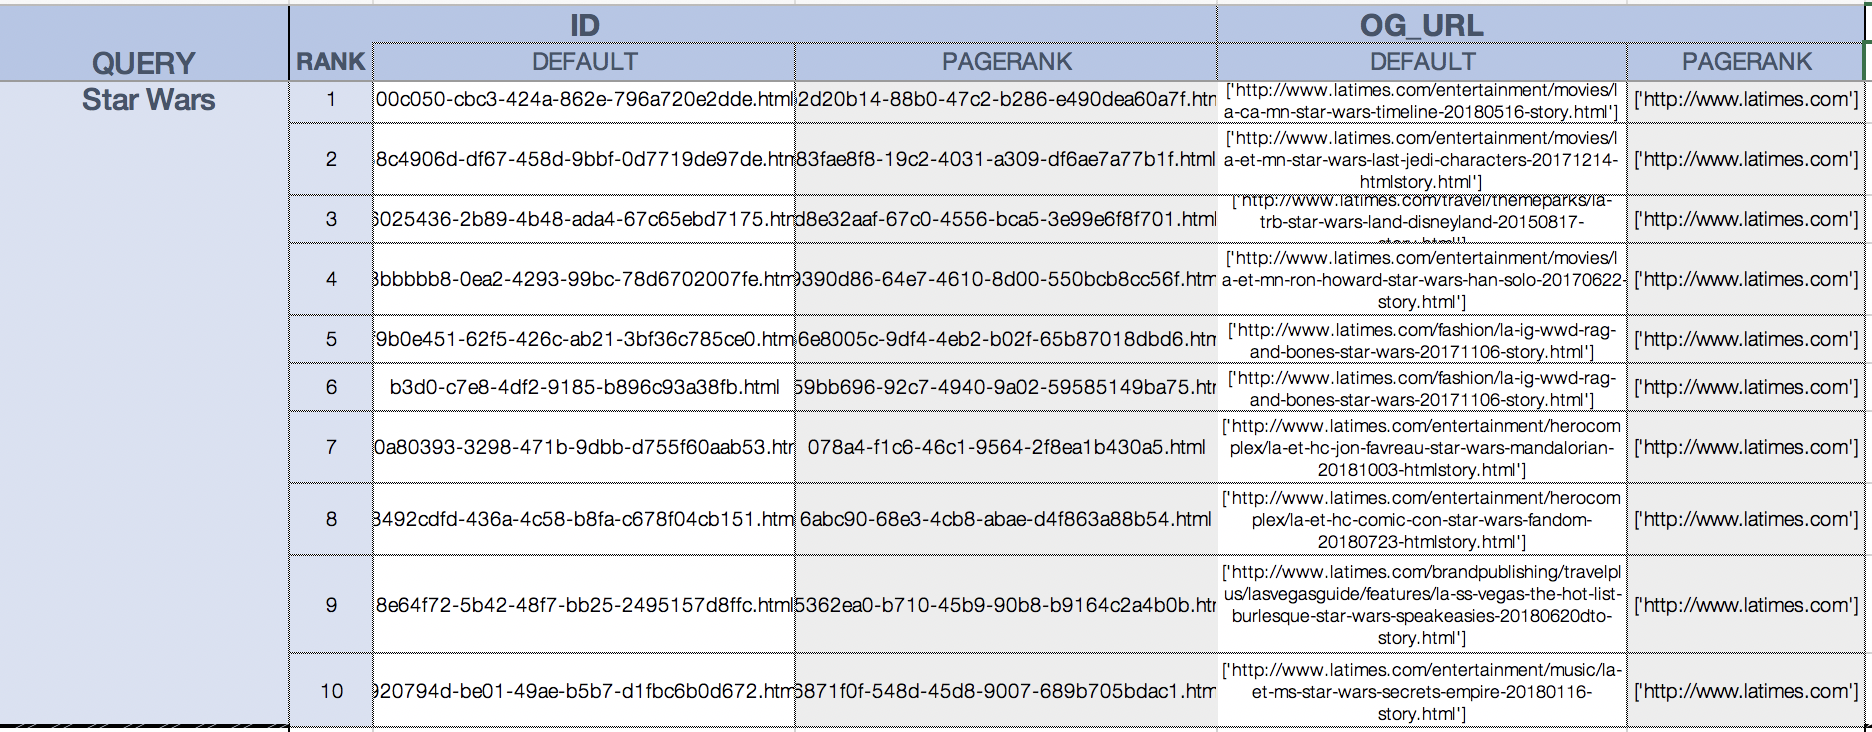 ID OG_URL
QUERY RANK DEFAULT PAGERANK DEFAULT PAGERANK
Star Wars
1 00c050-cbc3-424a-862e-796a720e2dde.html 2d20b14-88b0-47c2-b286-e490dea60a7f.htm ['http://www.latimes.com/entertainment/movies/l
a-ca-mn-star-wars-timeline-20180516-story.html'] ['http://www.latimes.com']
2 8c4906d-df67-458d-9bbf-0d7719de97de.htm 83fae8f8-19c2-4031-a309-df6ae7a77b1f.html ['http://www.latimes.com/entertainment/movies/l
a-et-mn-star-wars-last-jedi-characters-20171214-
htmlstory.html'] ['http://www.latimes.com']
3 6025436-2b89-4b48-ada4-67c65ebd7175.htm d8e32aaf-67c0-4556-bca5-3e99e6f8f701.html ['http://www.latimes.com/travel/themeparks/la-
trb-star-wars-land-disneyland-20150817-
story.html'] ['http://www.latimes.com']
4 3bbbbb8-0ea2-4293-99bc-78d6702007fe.htm 9390d86-64e7-4610-8d00-550bcb8cc56f.htm ['http://www.latimes.com/entertainment/movies/l
a-et-mn-ron-howard-star-wars-han-solo-20170622-
story.html'] ['http://www.latimes.com']
5 f9b0e451-62f5-426c-ab21-3bf36c785ce0.htm 6e8005c-9df4-4eb2-b02f-65b87018dbd6.htm ['http://www.latimes.com/fashion/la-ig-wwd-rag-
and-bones-star-wars-20171106-story.html'] ['http://www.latimes.com']
6 b3d0-c7e8-4df2-9185-b896c93a38fb.html 59bb696-92c7-4940-9a02-59585149ba75.htm ['http://www.latimes.com/fashion/la-ig-wwd-rag-
and-bones-star-wars-20171106-story.html'] ['http://www.latimes.com']
7 0a80393-3298-471b-9dbb-d755f60aab53.htm 078a4-f1c6-46c1-9564-2f8ea1b430a5.html ['http://www.latimes.com/entertainment/herocom
plex/la-et-hc-jon-favreau-star-wars-mandalorian-
20181003-htmlstory.html'] ['http://www.latimes.com']
8 3492cdfd-436a-4c58-b8fa-c678f04cb151.htm 6abc90-68e3-4cb8-abae-d4f863a88b54.html ['http://www.latimes.com/entertainment/herocom
plex/la-et-hc-comic-con-star-wars-fandom-
20180723-htmlstory.html'] ['http://www.latimes.com']
9 8e64f72-5b42-48f7-bb25-2495157d8ffc.html 5362ea0-b710-45b9-90b8-b9164c2a4b0b.htm ['http://www.latimes.com/brandpublishing/travelpl
us/lasvegasguide/features/la-ss-vegas-the-hot-list-
burlesque-star-wars-speakeasies-20180620dto-
story.html'] ['http://www.latimes.com']
10 920794d-be01-49ae-b5b7-d1fbc6b0d672.htm 6871f0f-548d-45d8-9007-689b705bdac1.htm ['http://www.latimes.com/entertainment/music/la-
et-ms-star-wars-secrets-empire-20180116-
story.html'] ['http://www.latimes.com']